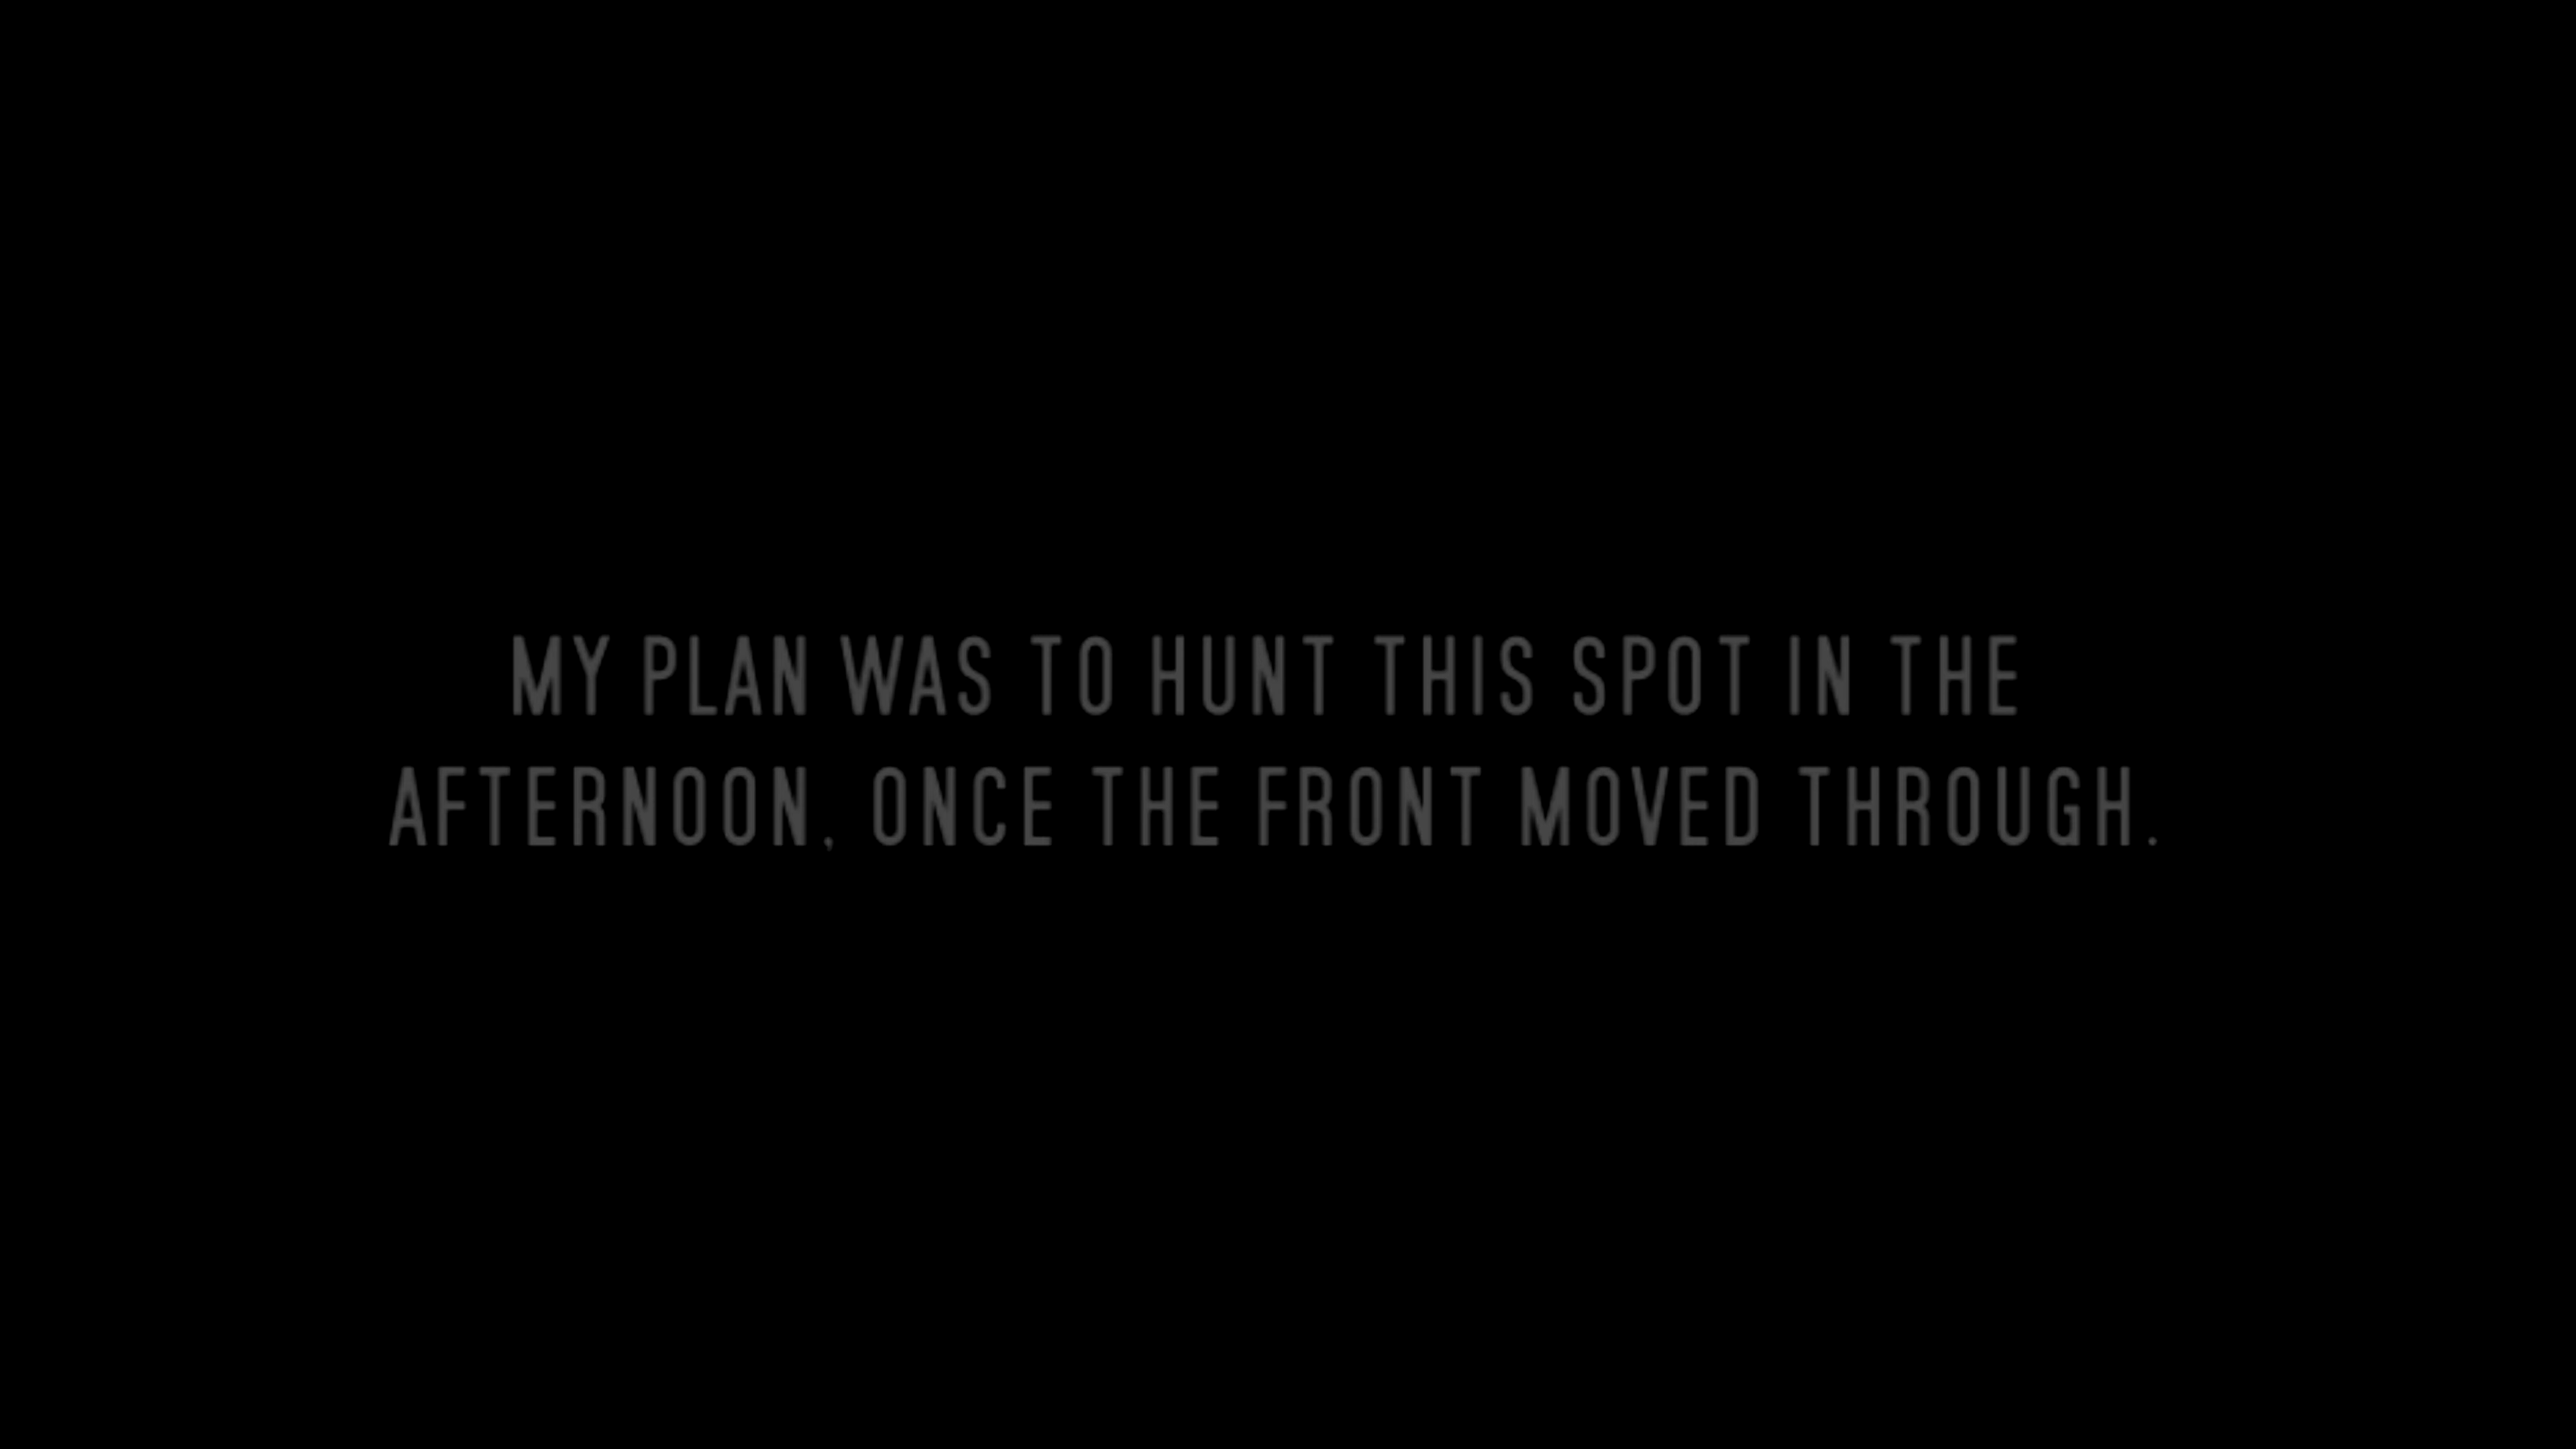 MY PLAN WAS TO HUNT THIS SPOT IN THE
AFTERNOON, ONCE THE FRONT MOVED THROUGH.